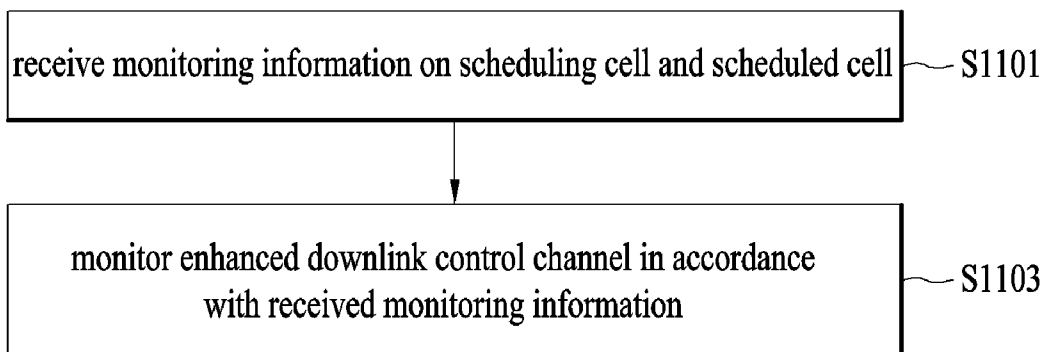 receive monitoring information on scheduling cell and scheduled cell
S1101
monitor enhanced downlink control channel in accordance
with received monitoring information
S1103